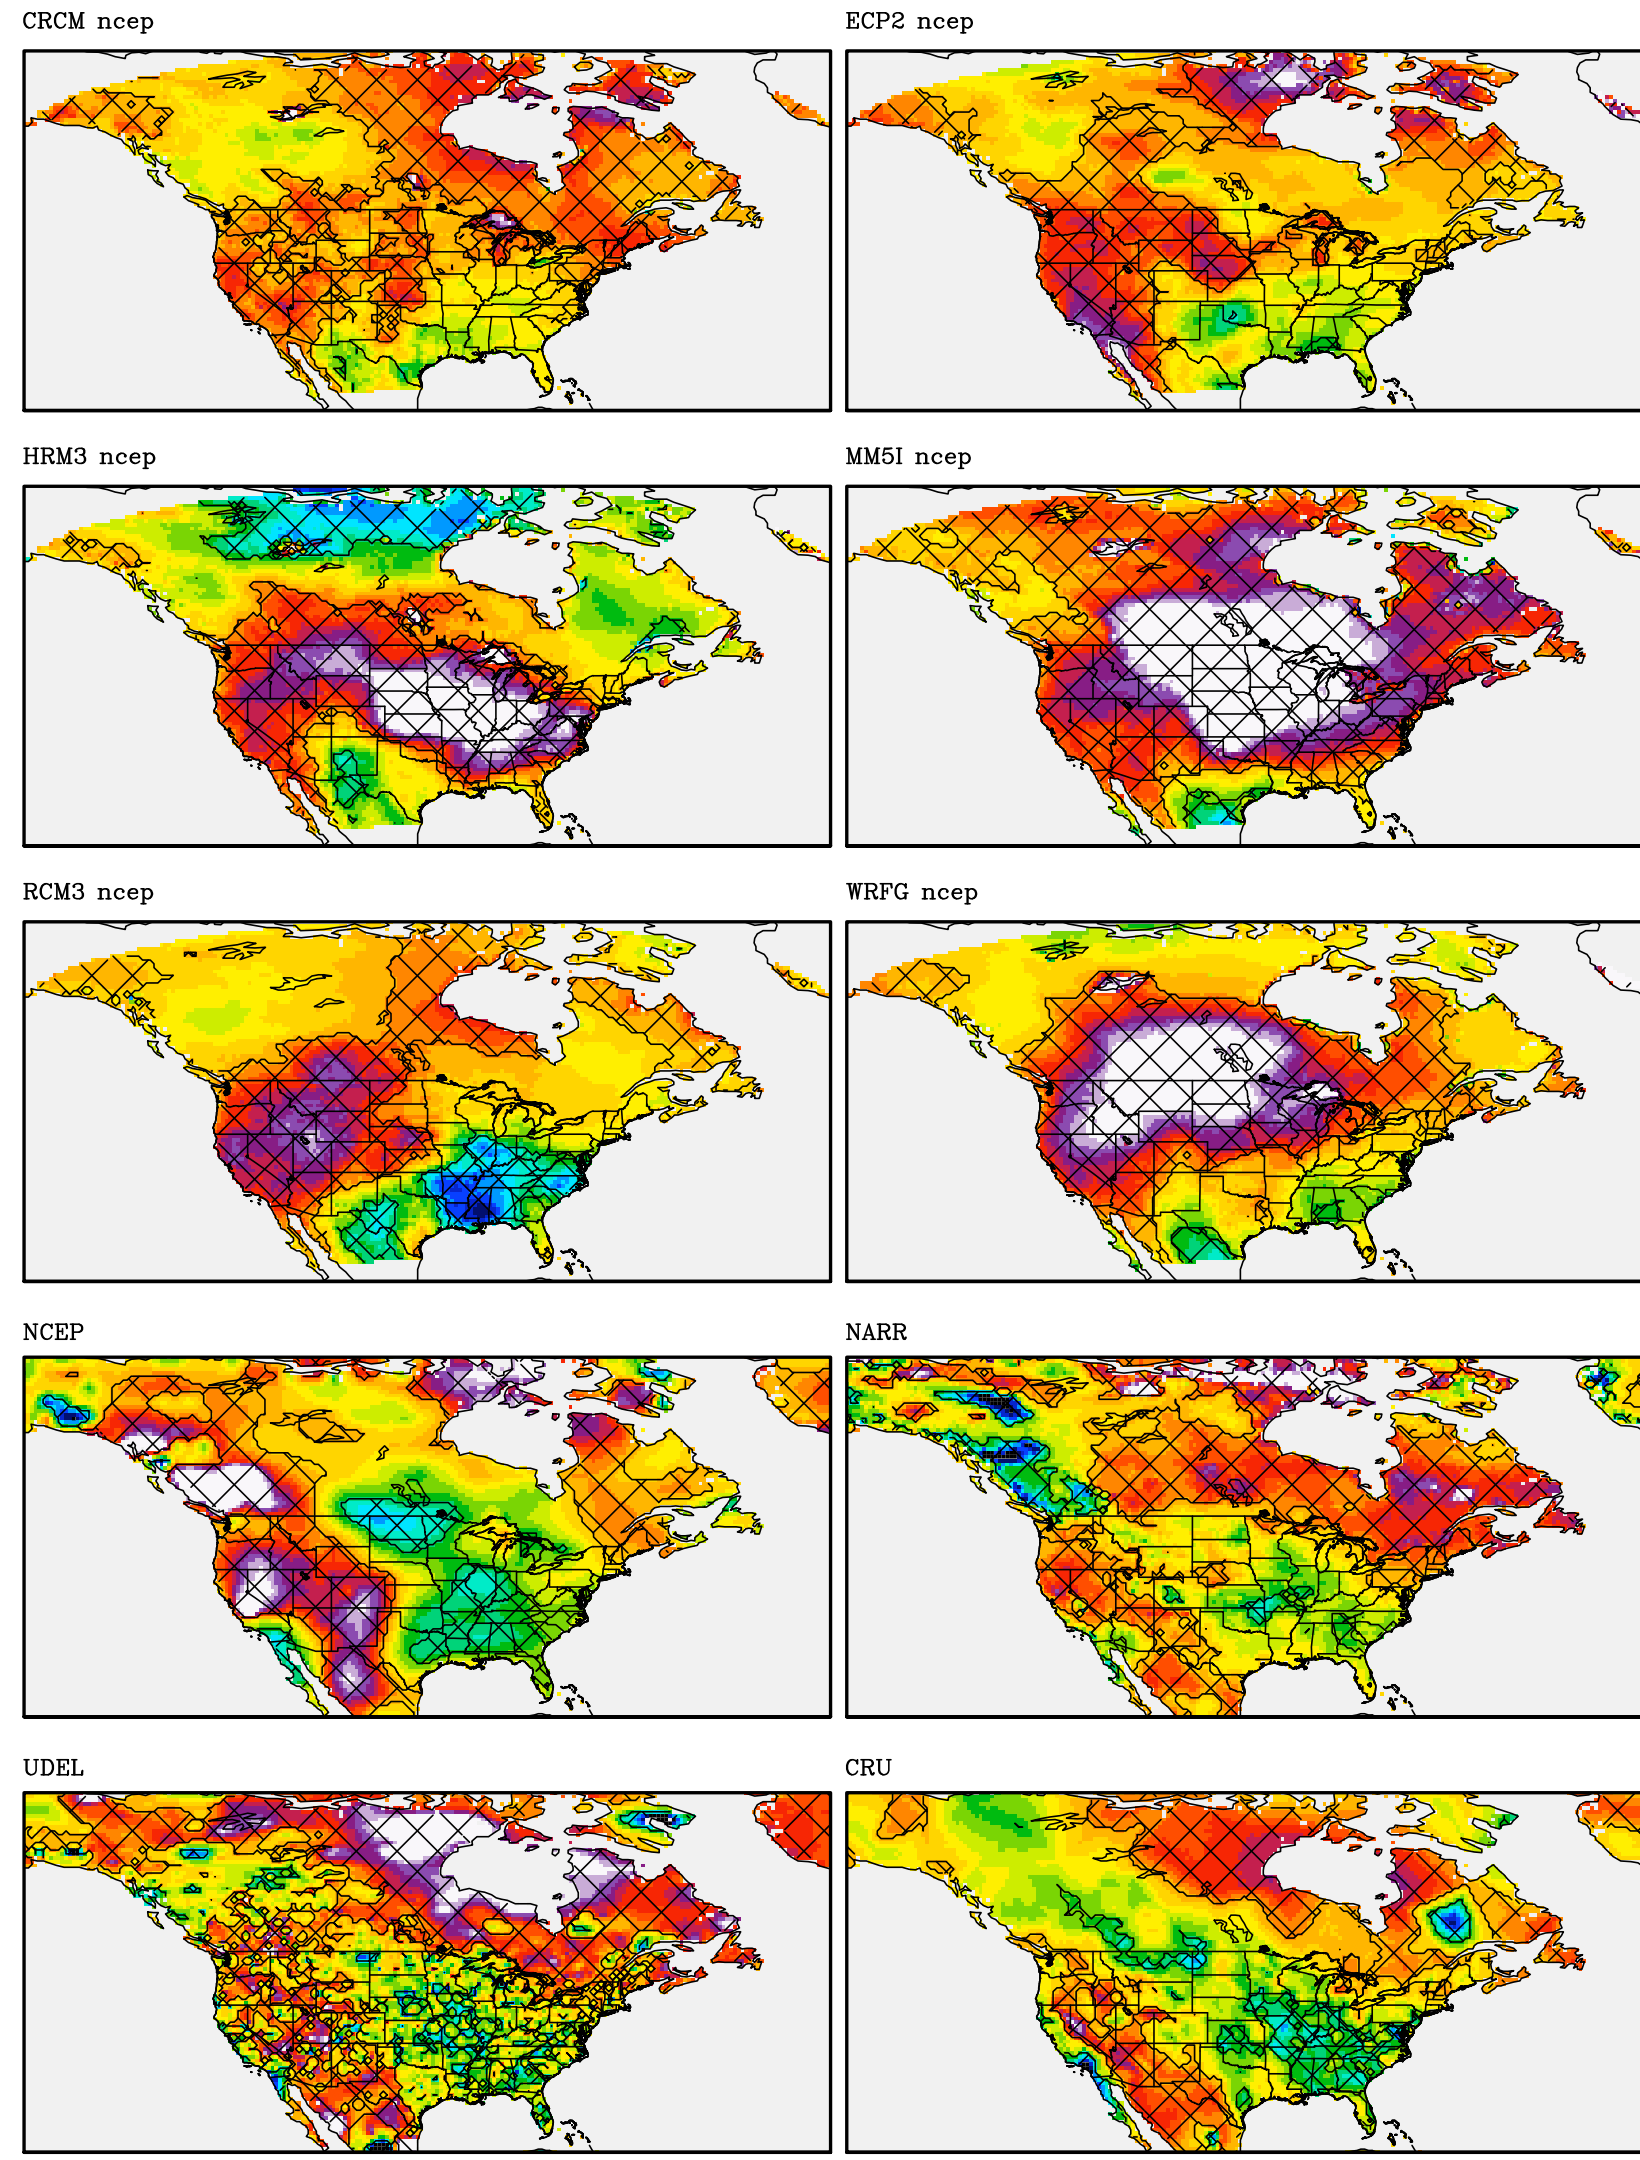 CRCM ncep
ECP2 ncep
HRM3 ncep
MM5I ncep
RCM3 ncep
WRFG ncep
NCEP
NARR
UDEL
CRU